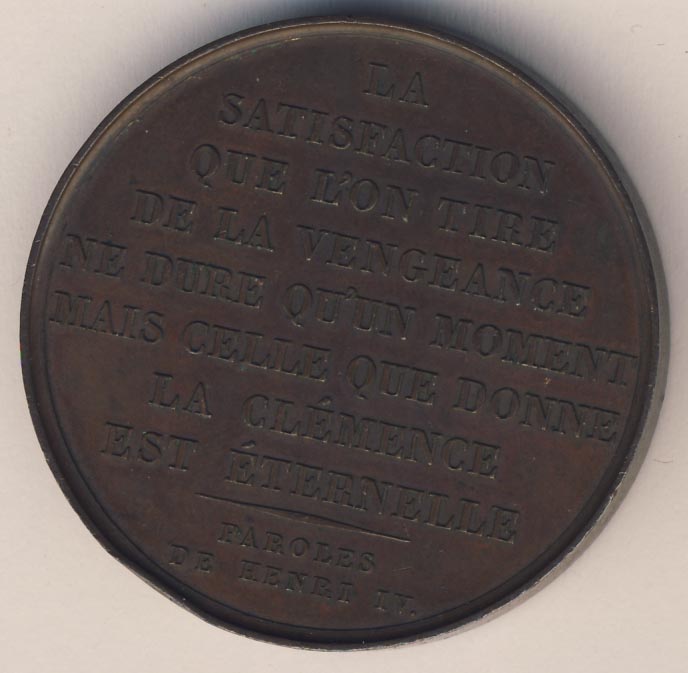 LA
SATISFACTION
QUE L'ON TIRE
DE LA VENGEANCE
NE DURE QU'UN MOMENT
MAIS CELLE QUE DONNE
LA CLÉMENCE
EST ÉTERNELLE
PAROLES
DE HENRI IV.